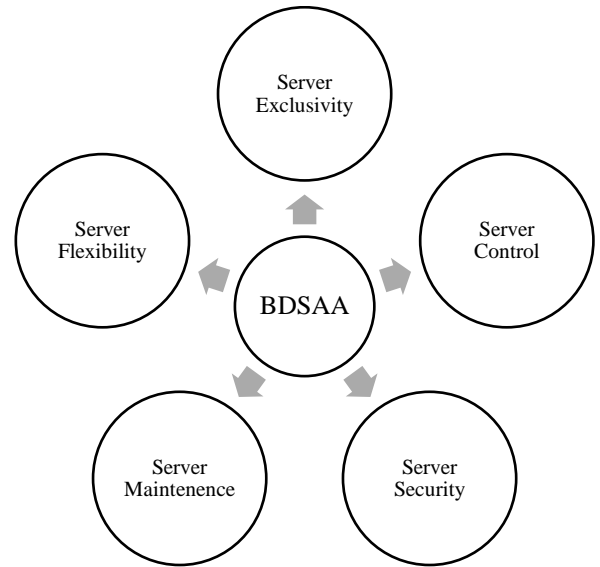 Server
Exclusivity
Server
Flexibility
Server
Control
BDSAA
Server
Maintenence
Server
Security